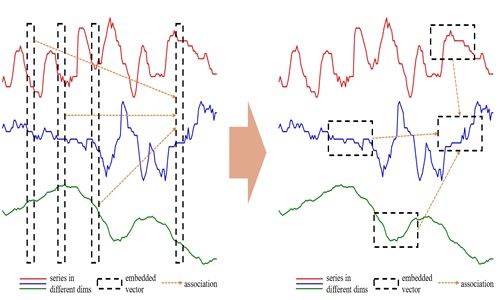 series in
different dims
embedded
vector
association
series in
different dims
embedded
vector
association